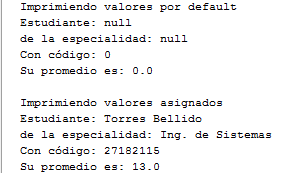 Imprimiendo valores por default
Estudiante: null
de la especialidad: null
Con código: 0
Su promedio es: 0.0
Imprimiendo valores asignados
Estudiante: Torres Bellido
de la especialidad: Ing. de Sistemas
Con código: 27182115
Su promedio es: 13.0